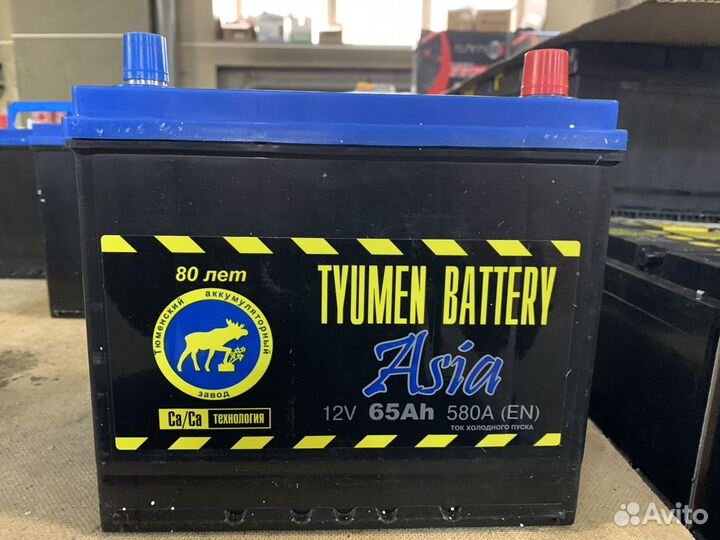 80 лет
Тюменский аккумуляторный
завод
Ca/Ca технология
TYUMEN BATTERY
Asia
12V 65Ah 580A (EN)
ТОК ХОЛОДНОГО ПУСКА
Avito